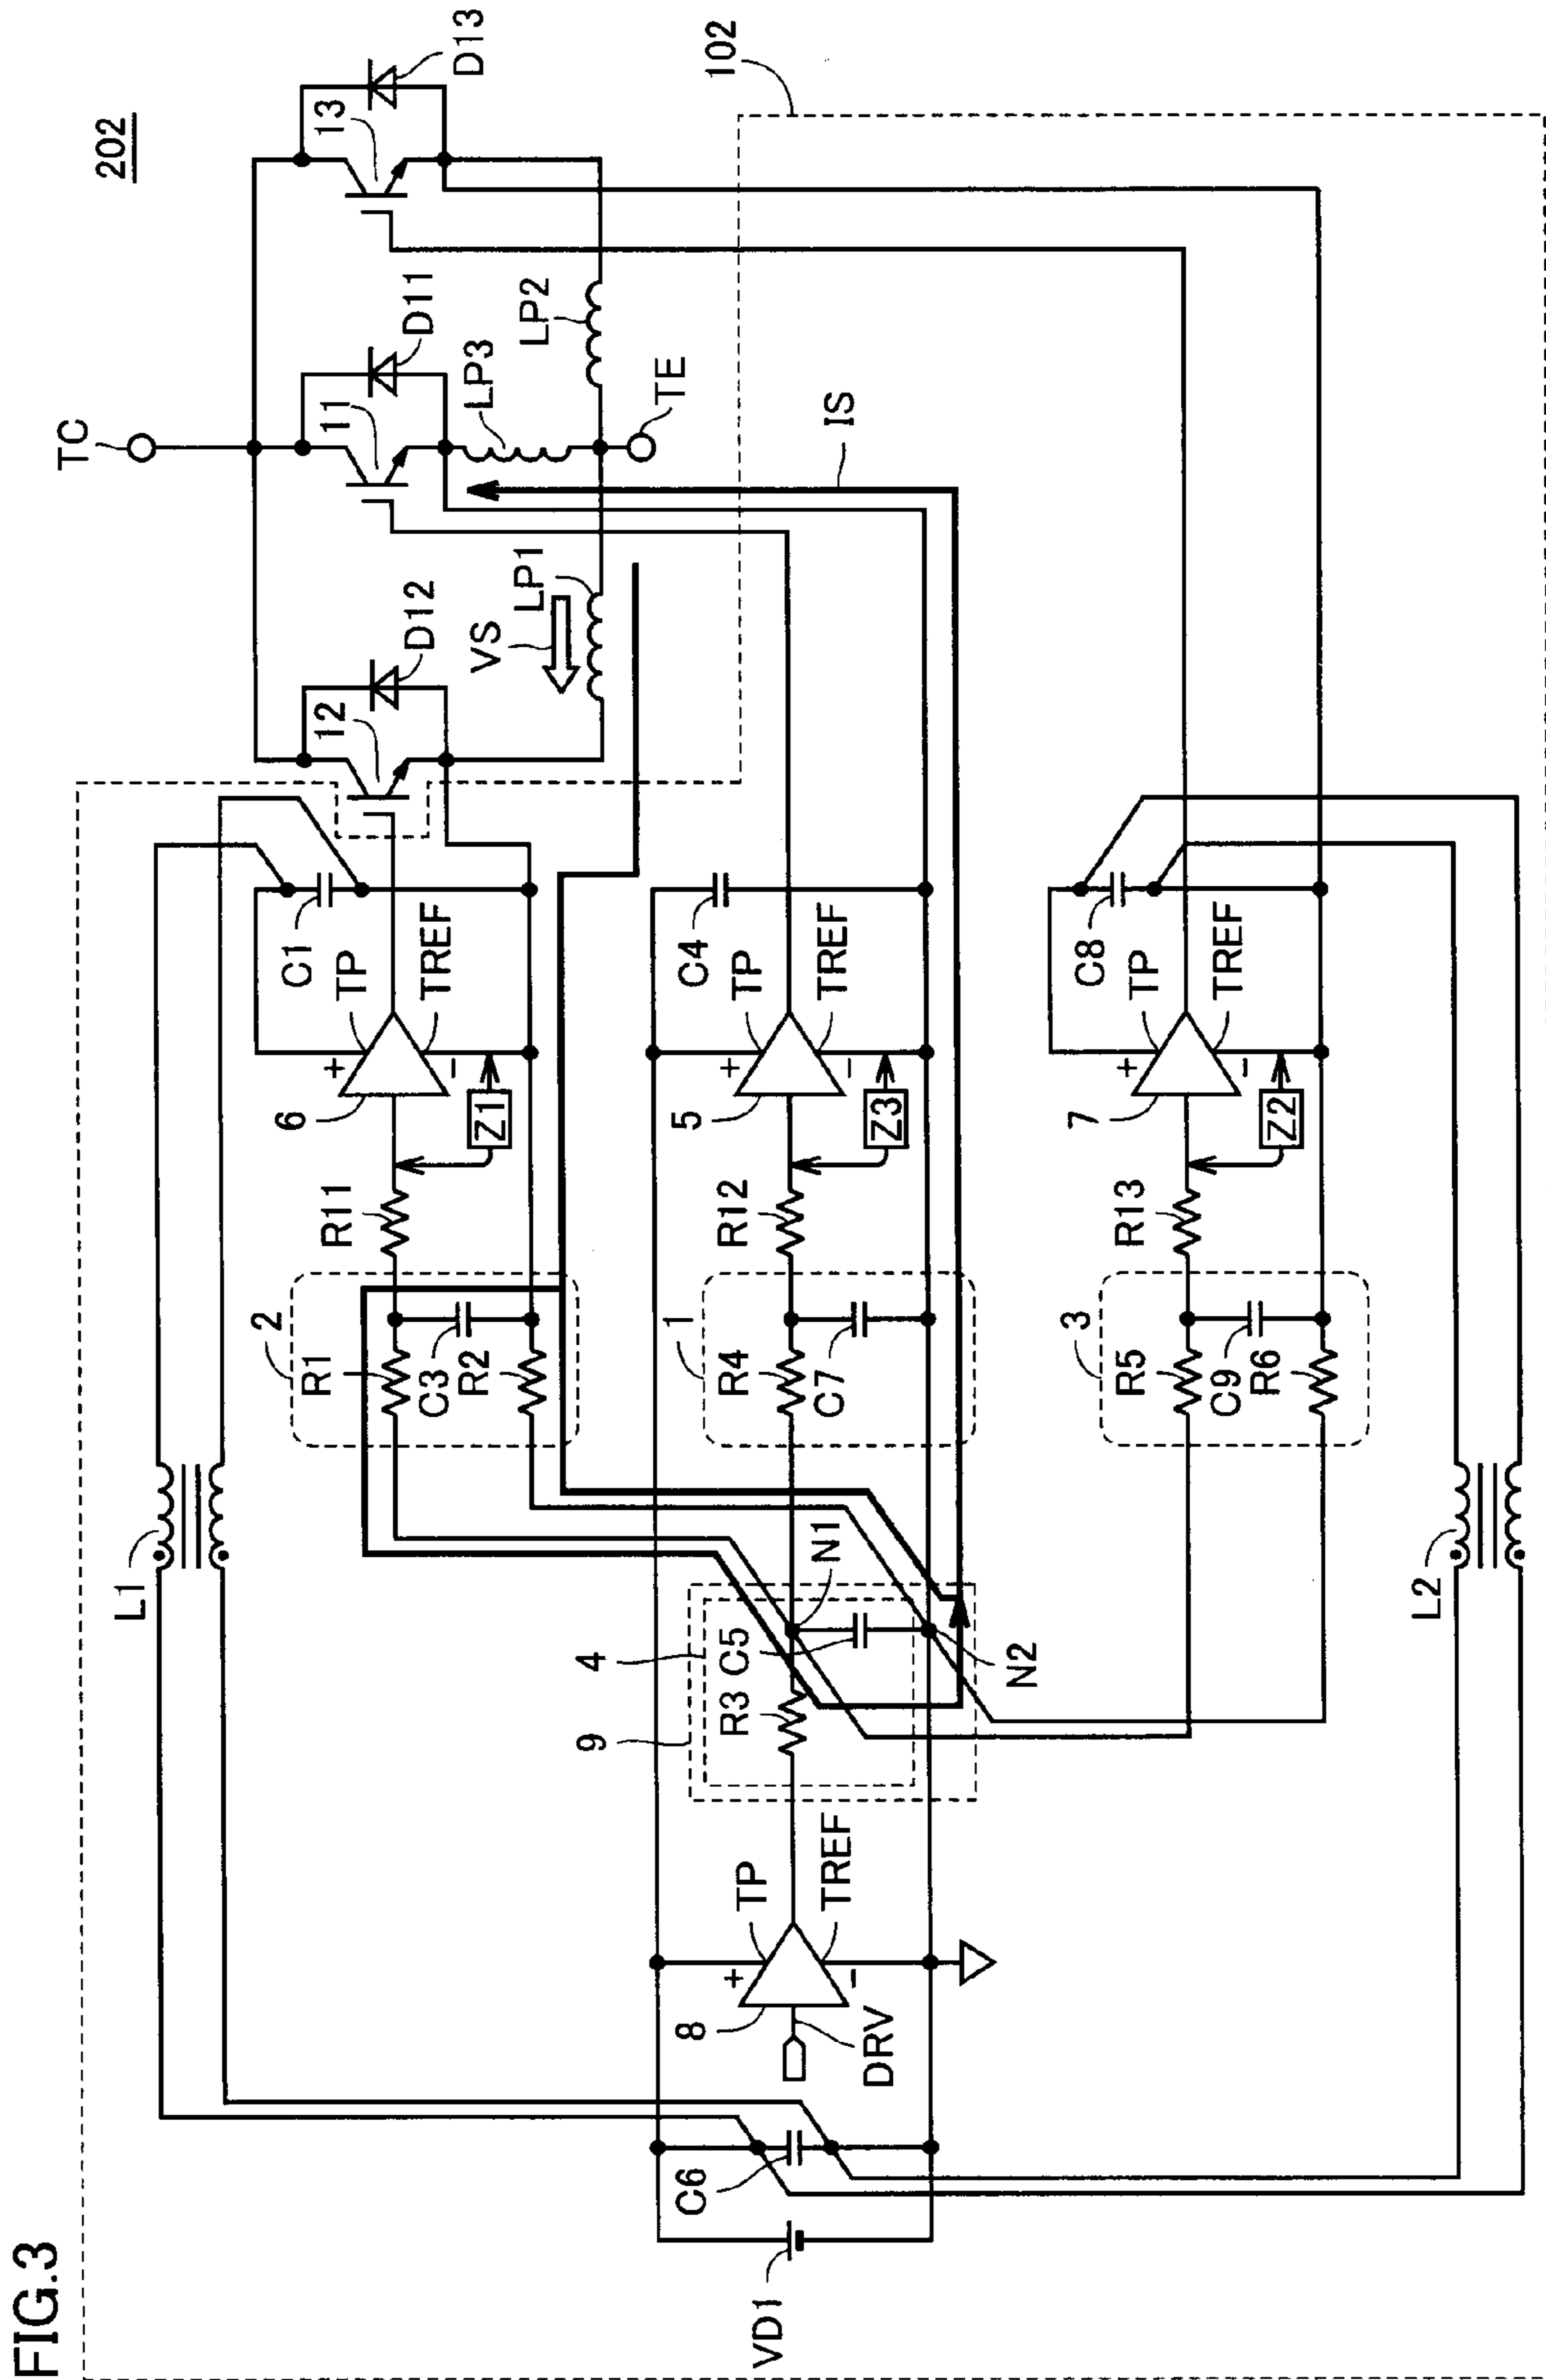 FIG.3
202
TC
D13
13
D11
11
D12
12
LP3
LP2
TE
VS
LP1
IS
102
L1
C1
TP
TREF
6
Z1
R11
2
R1
C3
R2
C4
TP
TREF
5
Z3
R12
1
R4
C7
N1
4
C5
9
R3
N2
TP
TREF
8
DRV
C6
VD1
C8
TP
TREF
7
Z2
R13
3
R5
C9
R6
L2
+
−
+
−
+
−
+
−